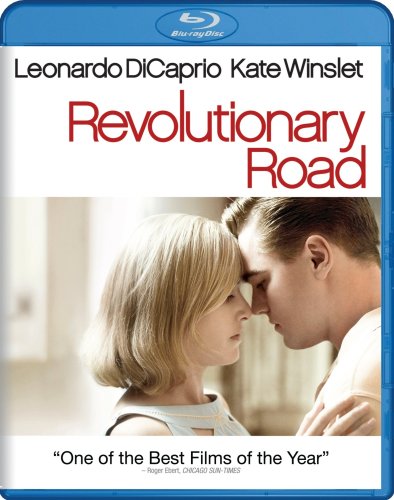 Blu-ray Disc
Leonardo DiCaprio Kate Winslet
Revolutionary
Road
“One of the Best Films of the Year”
– Roger Ebert, CHICAGO SUN-TIMES